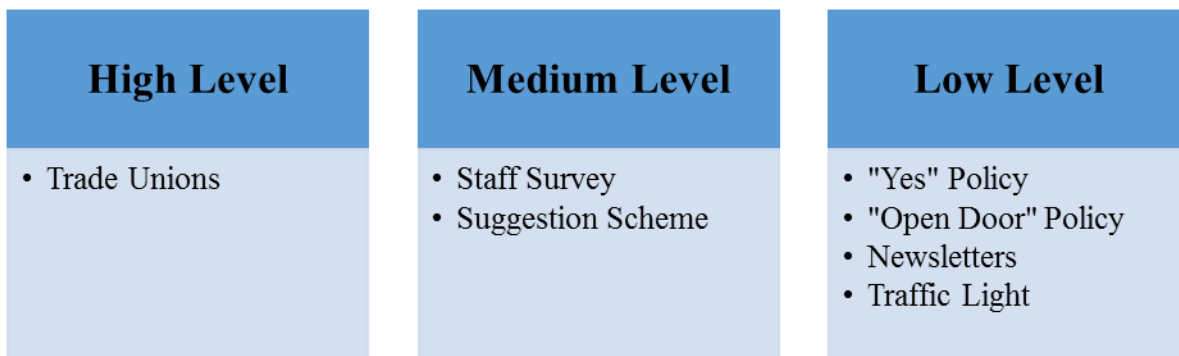 High Level
• Trade Unions
Medium Level
• Staff Survey
• Suggestion Scheme
Low Level
• "Yes" Policy
• "Open Door" Policy
• Newsletters
• Traffic Light